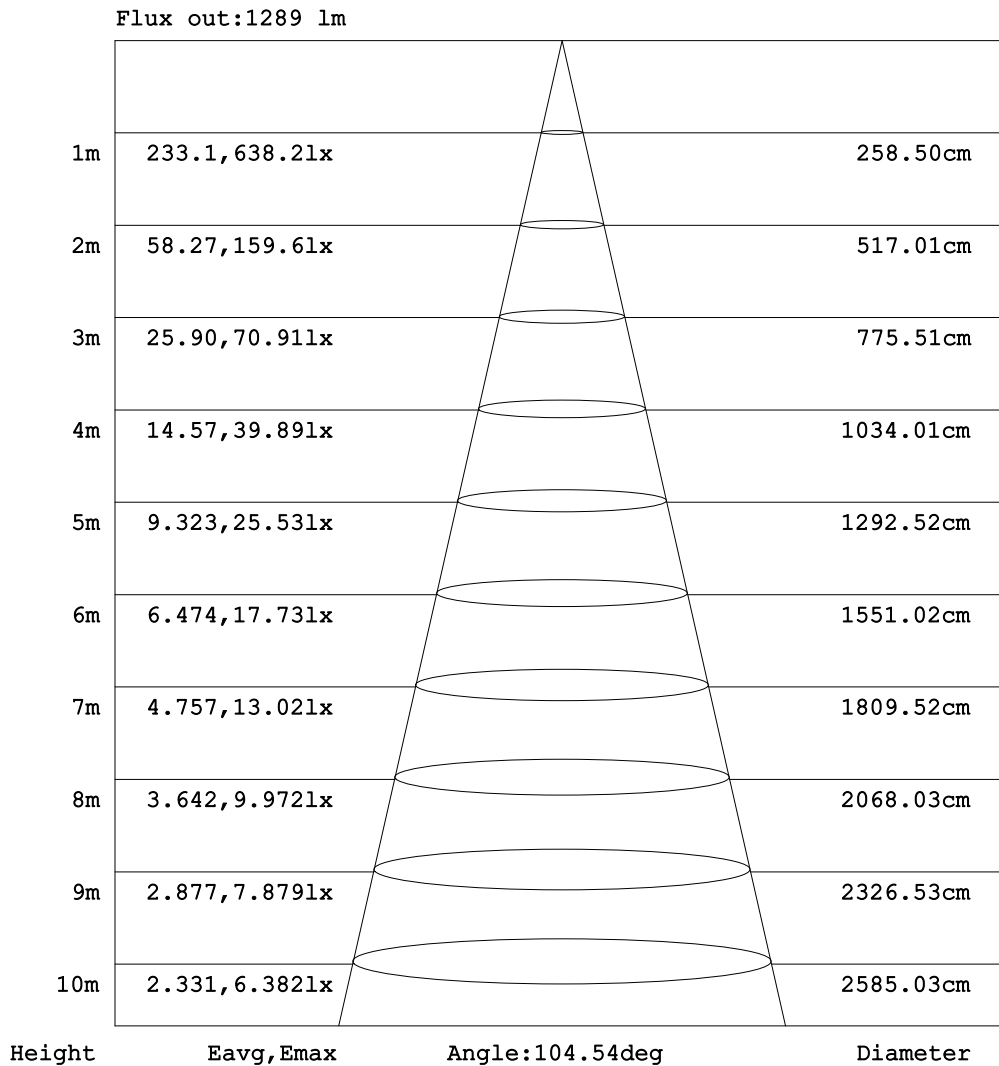 Flux out:1289 lm
1m 233.1,638.2lx 258.50cm
2m 58.27,159.6lx 517.01cm
3m 25.90,70.91lx 775.51cm
4m 14.57,39.89lx 1034.01cm
5m 9.323,25.53lx 1292.52cm
6m 6.474,17.73lx 1551.02cm
7m 4.757,13.02lx 1809.52cm
8m 3.642,9.972lx 2068.03cm
9m 2.877,7.879lx 2326.53cm
10m 2.331,6.382lx 2585.03cm
Height Eavg,Emax Angle:104.54deg Diameter